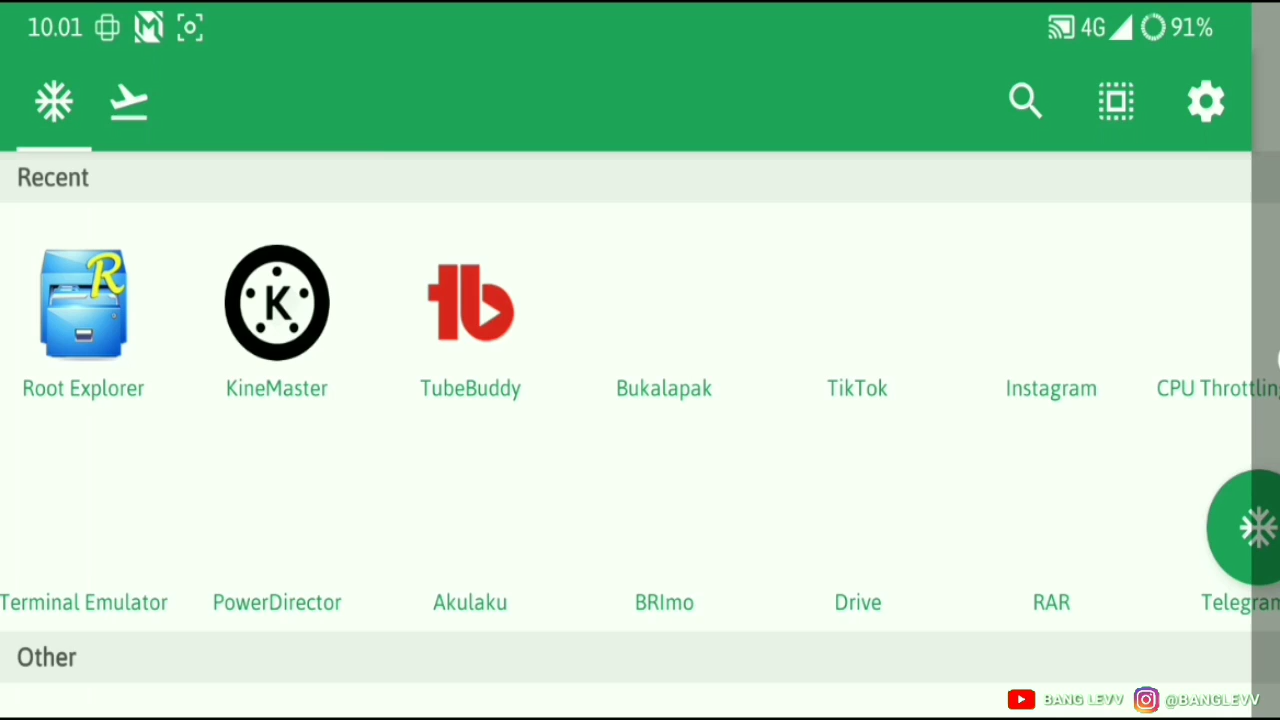 10.01 4G 91%
Recent
R K
Root Explorer KineMaster TubeBuddy Bukalapak TikTok Instagram CPU Throttlin
Terminal Emulator PowerDirector Akulaku BRImo Drive RAR Telegram
Other
BANG LEVV @BANGLEVV